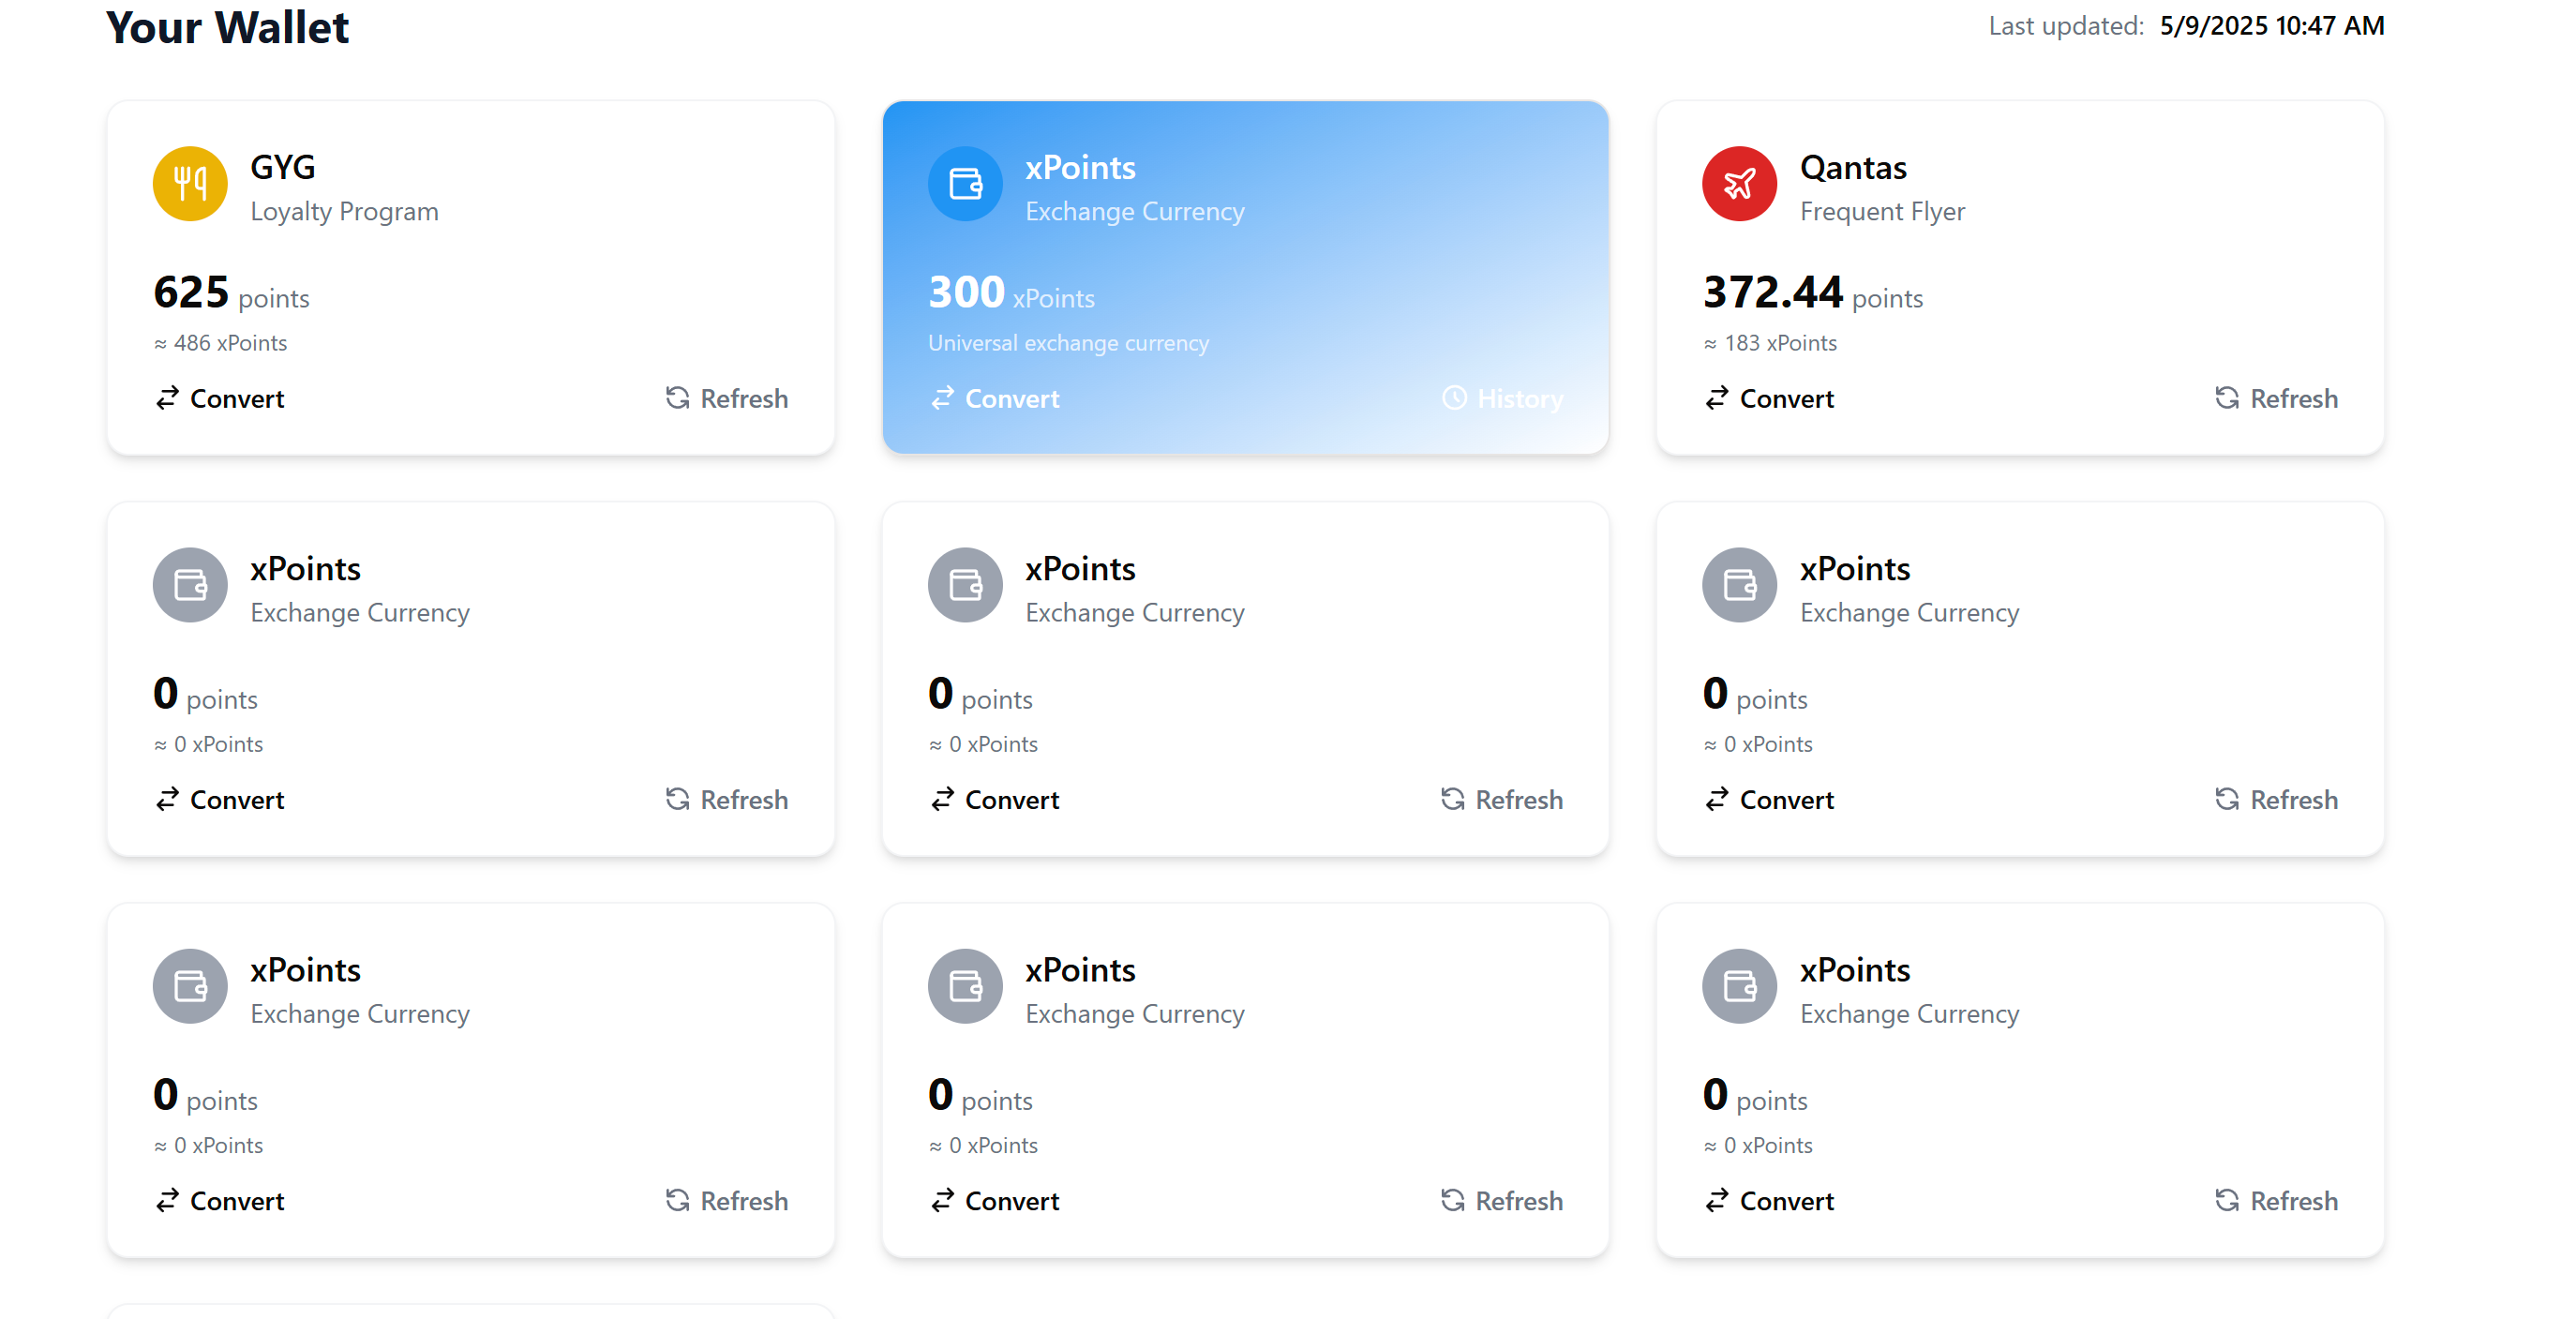 Your Wallet
Last updated: 5/9/2025 10:47 AM
GYG
Loyalty Program
625 points
≈ 486 xPoints
Convert
Refresh
xPoints
Exchange Currency
300 xPoints
Universal exchange currency
Convert
History
Qantas
Frequent Flyer
372.44 points
≈ 183 xPoints
Convert
Refresh
xPoints
Exchange Currency
0 points
≈ 0 xPoints
Convert
Refresh
xPoints
Exchange Currency
0 points
≈ 0 xPoints
Convert
Refresh
xPoints
Exchange Currency
0 points
≈ 0 xPoints
Convert
Refresh
xPoints
Exchange Currency
0 points
≈ 0 xPoints
Convert
Refresh
xPoints
Exchange Currency
0 points
≈ 0 xPoints
Convert
Refresh
xPoints
Exchange Currency
0 points
≈ 0 xPoints
Convert
Refresh